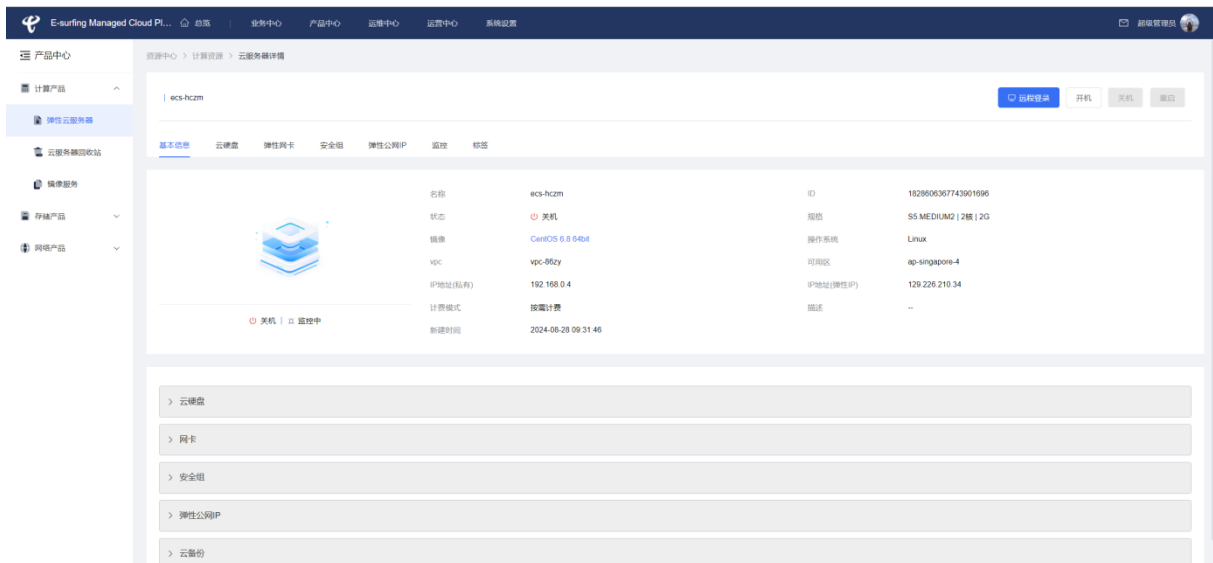 E-surfing Managed Cloud Pl... 总览 | 业务中心 产品中心 运维中心 运营中心 系统设置 超级管理员
产品中心
计算产品
弹性云服务器
云服务器回收站
镜像服务
存储产品
网络产品
资源中心 > 计算资源 > 云服务器详情
ecs-hczm 远程登录 开机 关机 重启
基本信息 云硬盘 弹性网卡 安全组 弹性公网IP 监控 标签
关机 | 监控中
名称 ecs-hczm ID 1828606367743901696
状态 关机 规格 S5.MEDIUM2 | 2核 | 2G
镜像 CentOS 6.8 64bit 操作系统 Linux
vpc vpc-86zy 可用区 ap-singapore-4
IP地址(私有) 192.168.0.4 IP地址(弹性IP) 129.226.210.34
计费模式 按需计费 描述 --
新建时间 2024-08-28 09:31:46
> 云硬盘
> 网卡
> 安全组
> 弹性公网IP
> 云备份